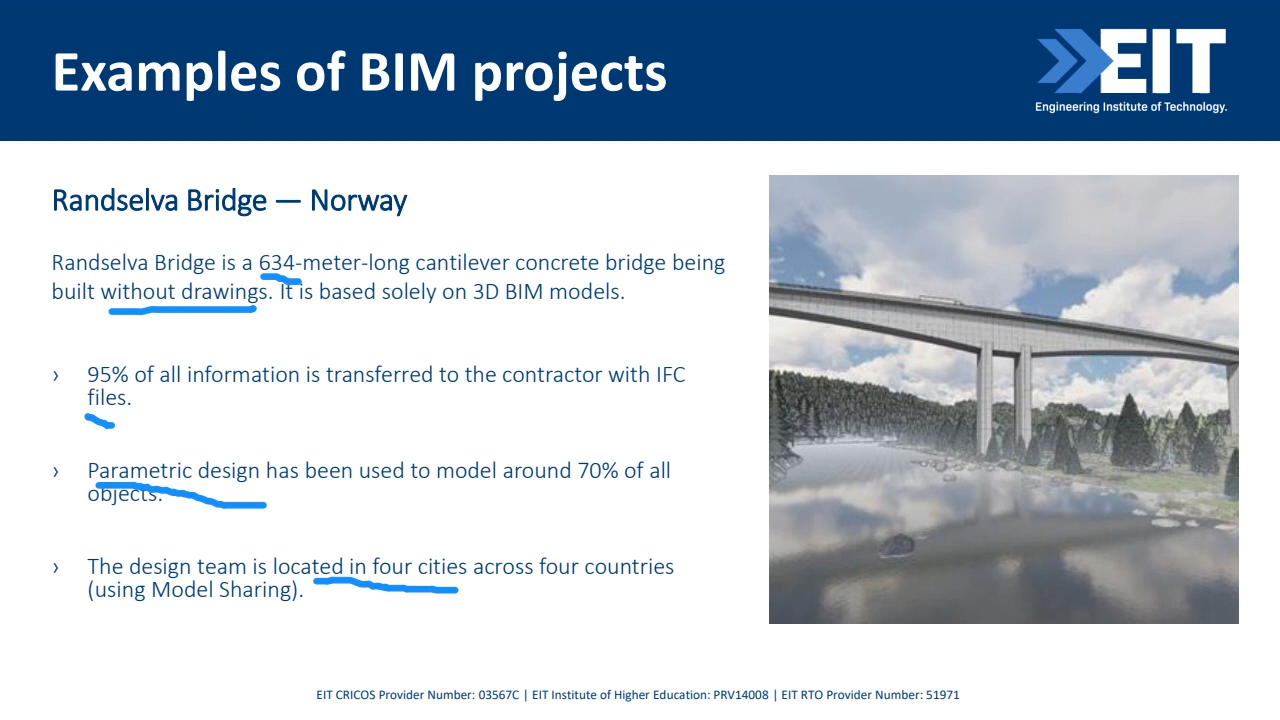 Examples of BIM projects
EIT
Engineering Institute of Technology.
Randselva Bridge — Norway
Randselva Bridge is a 634-meter-long cantilever concrete bridge being
built without drawings. It is based solely on 3D BIM models.
› 95% of all information is transferred to the contractor with IFC
files.
› Parametric design has been used to model around 70% of all
objects.
› The design team is located in four cities across four countries
(using Model Sharing).
EIT CRICOS Provider Number: 03567C | EIT Institute of Higher Education: PRV14008 | EIT RTO Provider Number: 51971